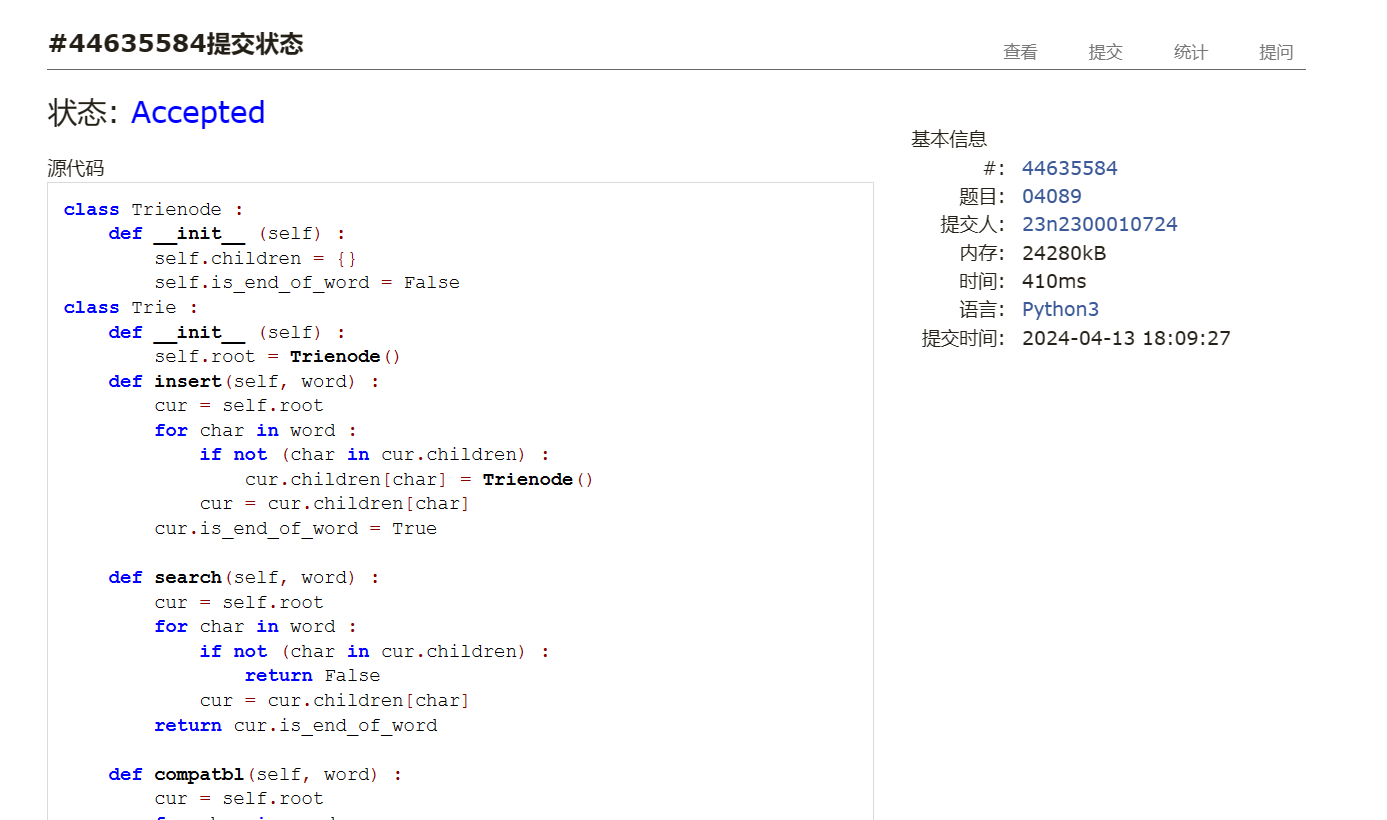 #44635584提交状态
查看 提交 统计 提问
状态: Accepted
源代码
class Trienode :
    def __init__ (self) :
        self.children = {}
        self.is_end_of_word = False
class Trie :
    def __init__ (self) :
        self.root = Trienode()
    def insert(self, word) :
        cur = self.root
        for char in word :
            if not (char in cur.children) :
                cur.children[char] = Trienode()
            cur = cur.children[char]
        cur.is_end_of_word = True
    def search(self, word) :
        cur = self.root
        for char in word :
            if not (char in cur.children) :
                return False
            cur = cur.children[char]
        return cur.is_end_of_word
    def compatbl(self, word) :
        cur = self.root
基本信息
#: 44635584
题目: 04089
提交人: 23n2300010724
内存: 24280kB
时间: 410ms
语言: Python3
提交时间: 2024-04-13 18:09:27